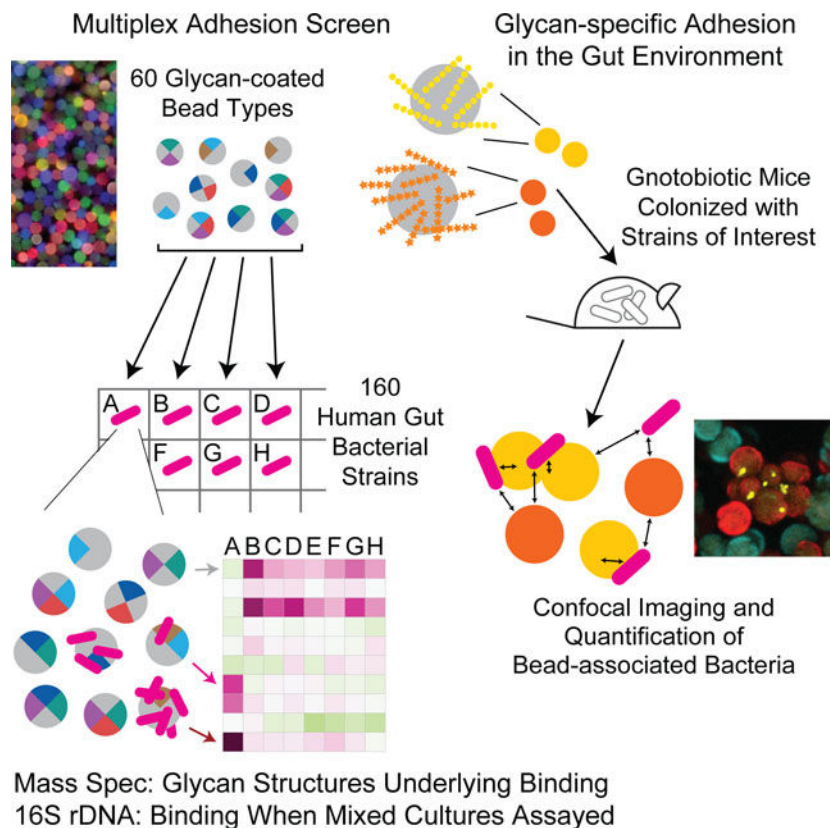 Multiplex Adhesion Screen
60 Glycan-coated
Bead Types
160
Human Gut
Bacterial
Strains
A B C D
F G H
A B C D E F G H
Glycan-specific Adhesion
in the Gut Environment
Gnotobiotic Mice
Colonized with
Strains of Interest
Confocal Imaging and
Quantification of
Bead-associated Bacteria
Mass Spec: Glycan Structures Underlying Binding
16S rDNA: Binding When Mixed Cultures Assayed